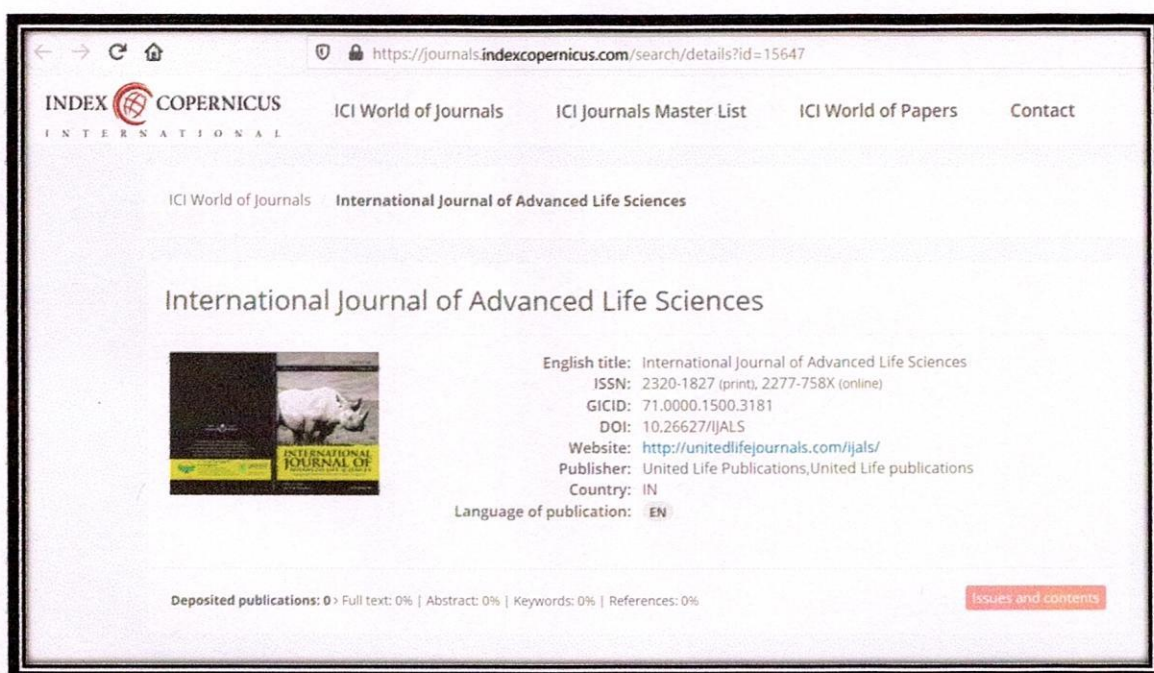 https://journals.indexcopernicus.com/search/details?id=15647
INDEX COPERNICUS
INTERNATIONAL
ICI World of Journals ICI Journals Master List ICI World of Papers Contact
ICI World of Journals / International Journal of Advanced Life Sciences
International Journal of Advanced Life Sciences
INTERNATIONAL
JOURNAL OF
English title: International Journal of Advanced Life Sciences
ISSN: 2320-1827 (print), 2277-758X (online)
GICID: 71.0000.1500.3181
DOI: 10.26627/IJALS
Website: http://unitedlifejournals.com/ijals/
Publisher: United Life Publications,United Life publications
Country: IN
Language of publication: EN
Deposited publications: 0 > Full text: 0% | Abstract: 0% | Keywords: 0% | References: 0%
Issues and contents